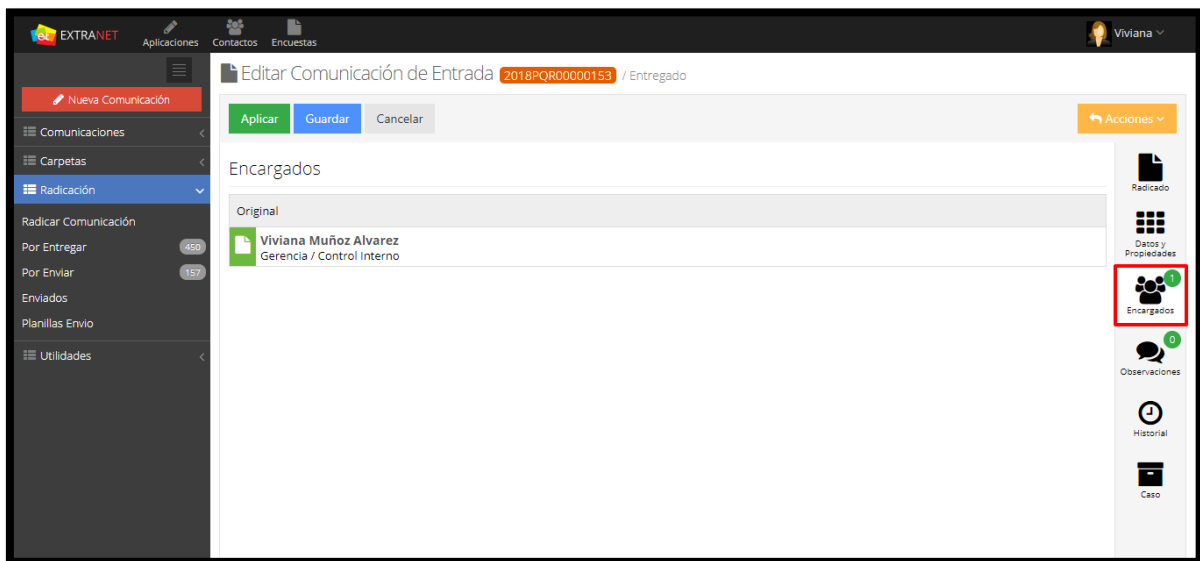 EXTRANET
Aplicaciones Contactos Encuestas
Viviana
Nueva Comunicación
Comunicaciones
Carpetas
Radicación
Radicar Comunicación
Por Entregar 450
Por Enviar 157
Enviados
Planillas Envio
Utilidades
Editar Comunicación de Entrada 2018PQR00000153 / Entregado
Aplicar Guardar Cancelar
Acciones
Encargados
Original
Viviana Muñoz Alvarez
Gerencia / Control Interno
Radicado
Datos y
Propiedades
1
Encargados
0
Observaciones
Historial
Caso